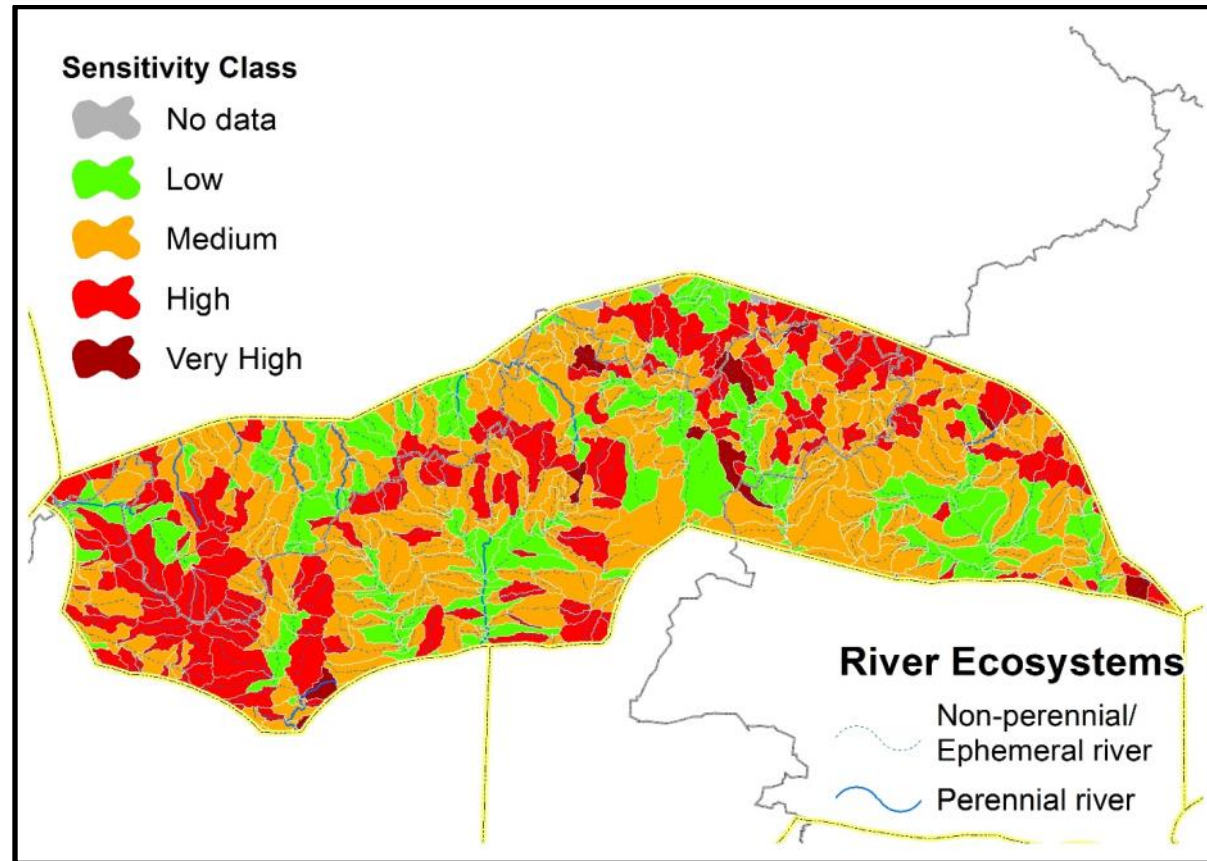 Sensitivity Class
No data
Low
Medium
High
Very High
River Ecosystems
Non-perennial/
Ephemeral river
Perennial river